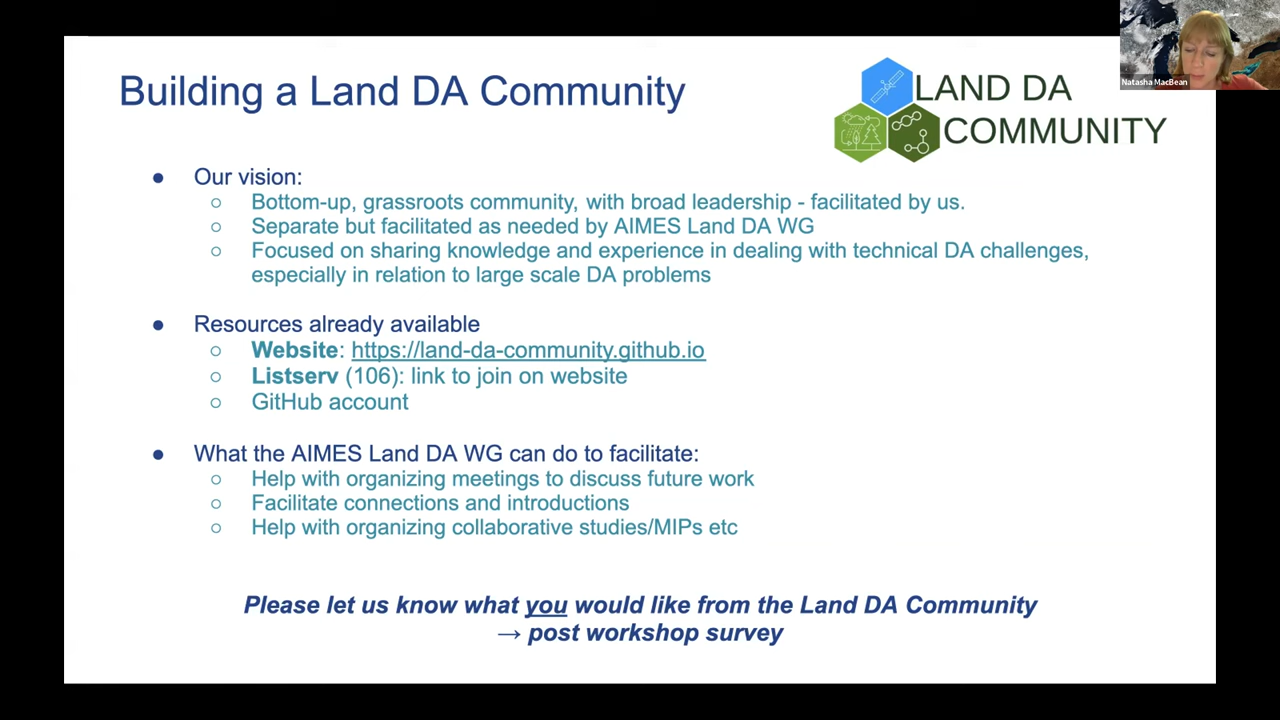 Building a Land DA Community
LAND DA
COMMUNITY
Natasha MacBean
● Our vision:
○ Bottom-up, grassroots community, with broad leadership - facilitated by us.
○ Separate but facilitated as needed by AIMES Land DA WG
○ Focused on sharing knowledge and experience in dealing with technical DA challenges,
especially in relation to large scale DA problems
● Resources already available
○ Website: https://land-da-community.github.io
○ Listserv (106): link to join on website
○ GitHub account
● What the AIMES Land DA WG can do to facilitate:
○ Help with organizing meetings to discuss future work
○ Facilitate connections and introductions
○ Help with organizing collaborative studies/MIPs etc
Please let us know what you would like from the Land DA Community
→ post workshop survey